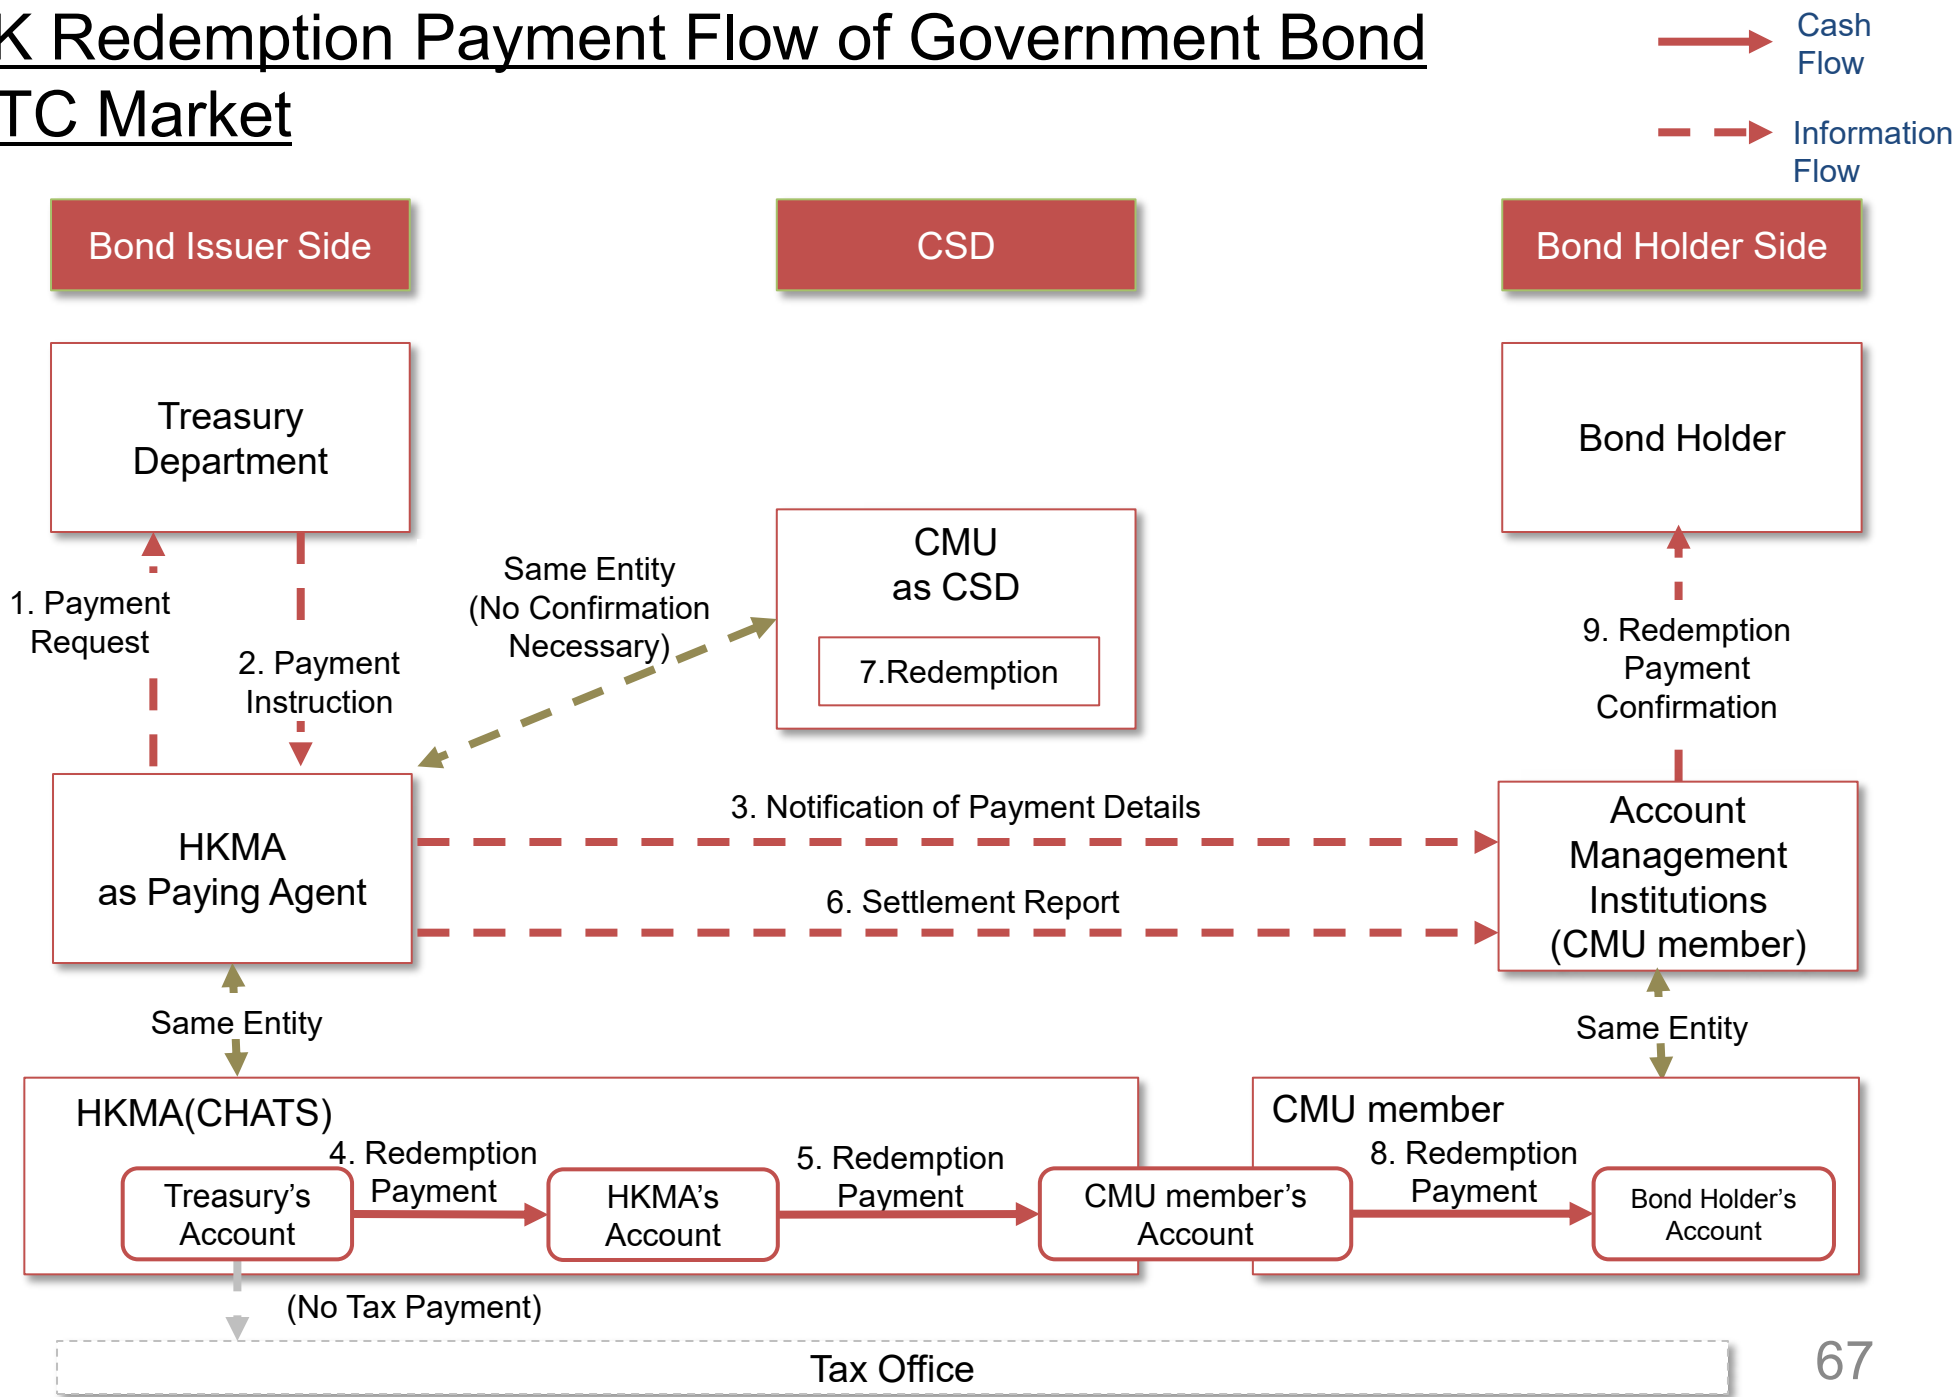 K Redemption Payment Flow of Government Bond
TC Market
Cash
Flow
Information
Flow
Bond Issuer Side
CSD
Bond Holder Side
Treasury
Department
Bond Holder
CMU
as CSD
7.Redemption
Same Entity
(No Confirmation
Necessary)
1. Payment
Request
2. Payment
Instruction
9. Redemption
Payment
Confirmation
HKMA
as Paying Agent
3. Notification of Payment Details
6. Settlement Report
Account
Management
Institutions
(CMU member)
Same Entity
Same Entity
HKMA(CHATS)
CMU member
4. Redemption
Payment
5. Redemption
Payment
8. Redemption
Payment
Treasury's
Account
HKMA's
Account
CMU member's
Account
Bond Holder's
Account
(No Tax Payment)
Tax Office
67